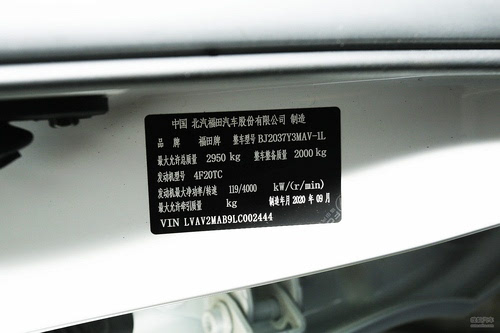 中国 北汽福田汽车股份有限公司 制造
品 牌 福田牌 整车型号 BJ2037Y3MAV-1L
最大允许总质量 2950 kg 整车整备质量 2000 kg
发动机型号 4F20TC
发动机最大净功率/转速 119/4000 kW/(r/min)
最大允许牵引质量 kg 制造年月 2020 年 09 月
VIN LVAV2MAB9LC002444